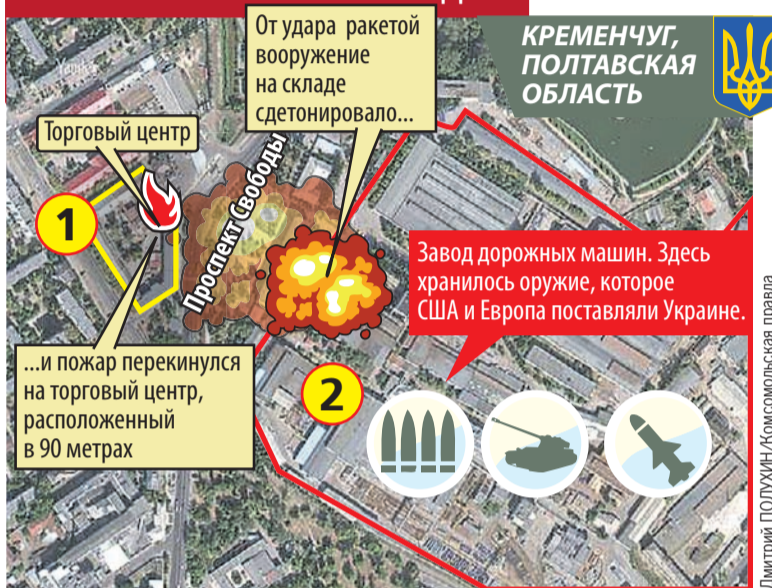 КРЕМЕНЧУГ,
ПОЛТАВСКАЯ
ОБЛАСТЬ
От удара ракетой
вооружение
на складе
сдетонировало...
Торговый центр
1
Проспект Свободы
Завод дорожных машин. Здесь
хранилось оружие, которое
США и Европа поставляли Украине.
...и пожар перекинулся
на торговый центр,
расположенный
в 90 метрах
2
Дмитрий ПОЛУХИН/Комсомольская правда